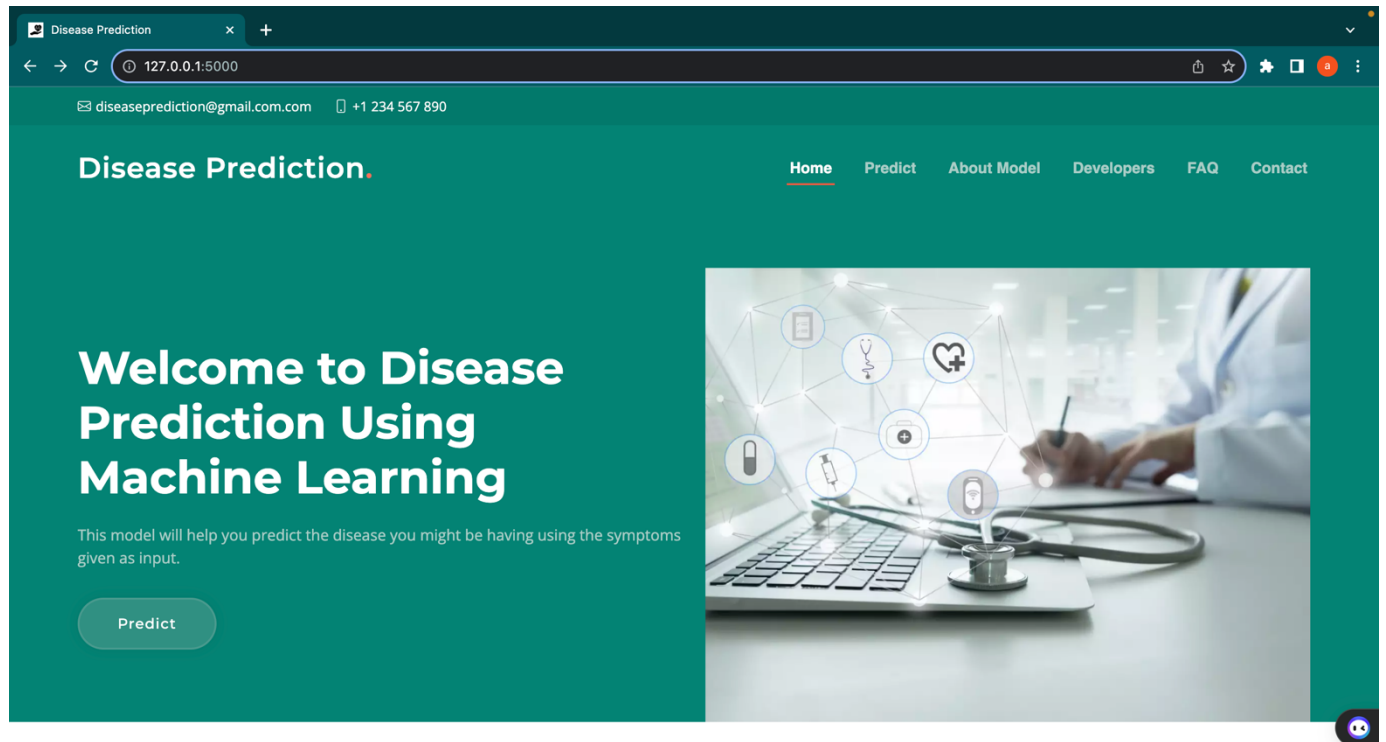 Disease Prediction
127.0.0.1:5000
a
diseaseprediction@gmail.com.com +1 234 567 890
Disease Prediction.
Home Predict About Model Developers FAQ Contact
Welcome to Disease
Prediction Using
Machine Learning
This model will help you predict the disease you might be having using the symptoms
given as input.
Predict